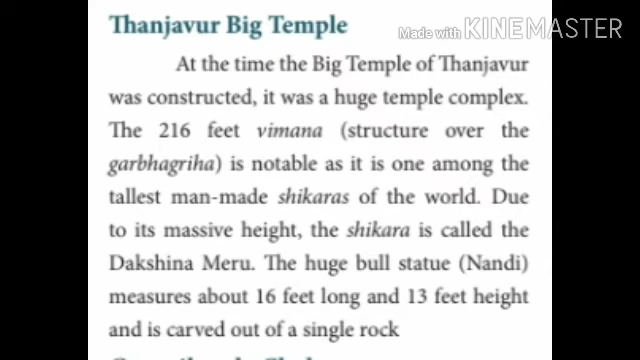 Thanjavur Big Temple
Made with KINEMASTER
At the time the Big Temple of Thanjavur
was constructed, it was a huge temple complex.
The 216 feet vimana (structure over the
garbhagriha) is notable as it is one among the
tallest man-made shikaras of the world. Due
to its massive height, the shikara is called the
Dakshina Meru. The huge bull statue (Nandi)
measures about 16 feet long and 13 feet height
and is carved out of a single rock